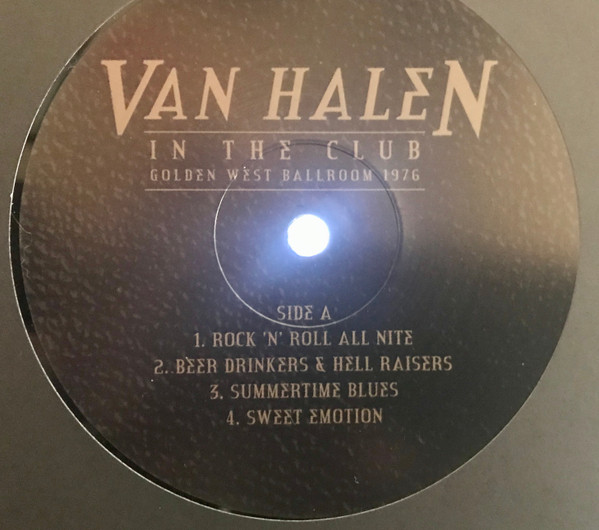 VAN HALEN
IN THE CLUB
GOLDEN WEST BALLROOM 1976
SIDE A
1. ROCK 'N' ROLL ALL NITE
2. BEER DRINKERS & HELL RAISERS
3. SUMMERTIME BLUES
4. SWEET EMOTION